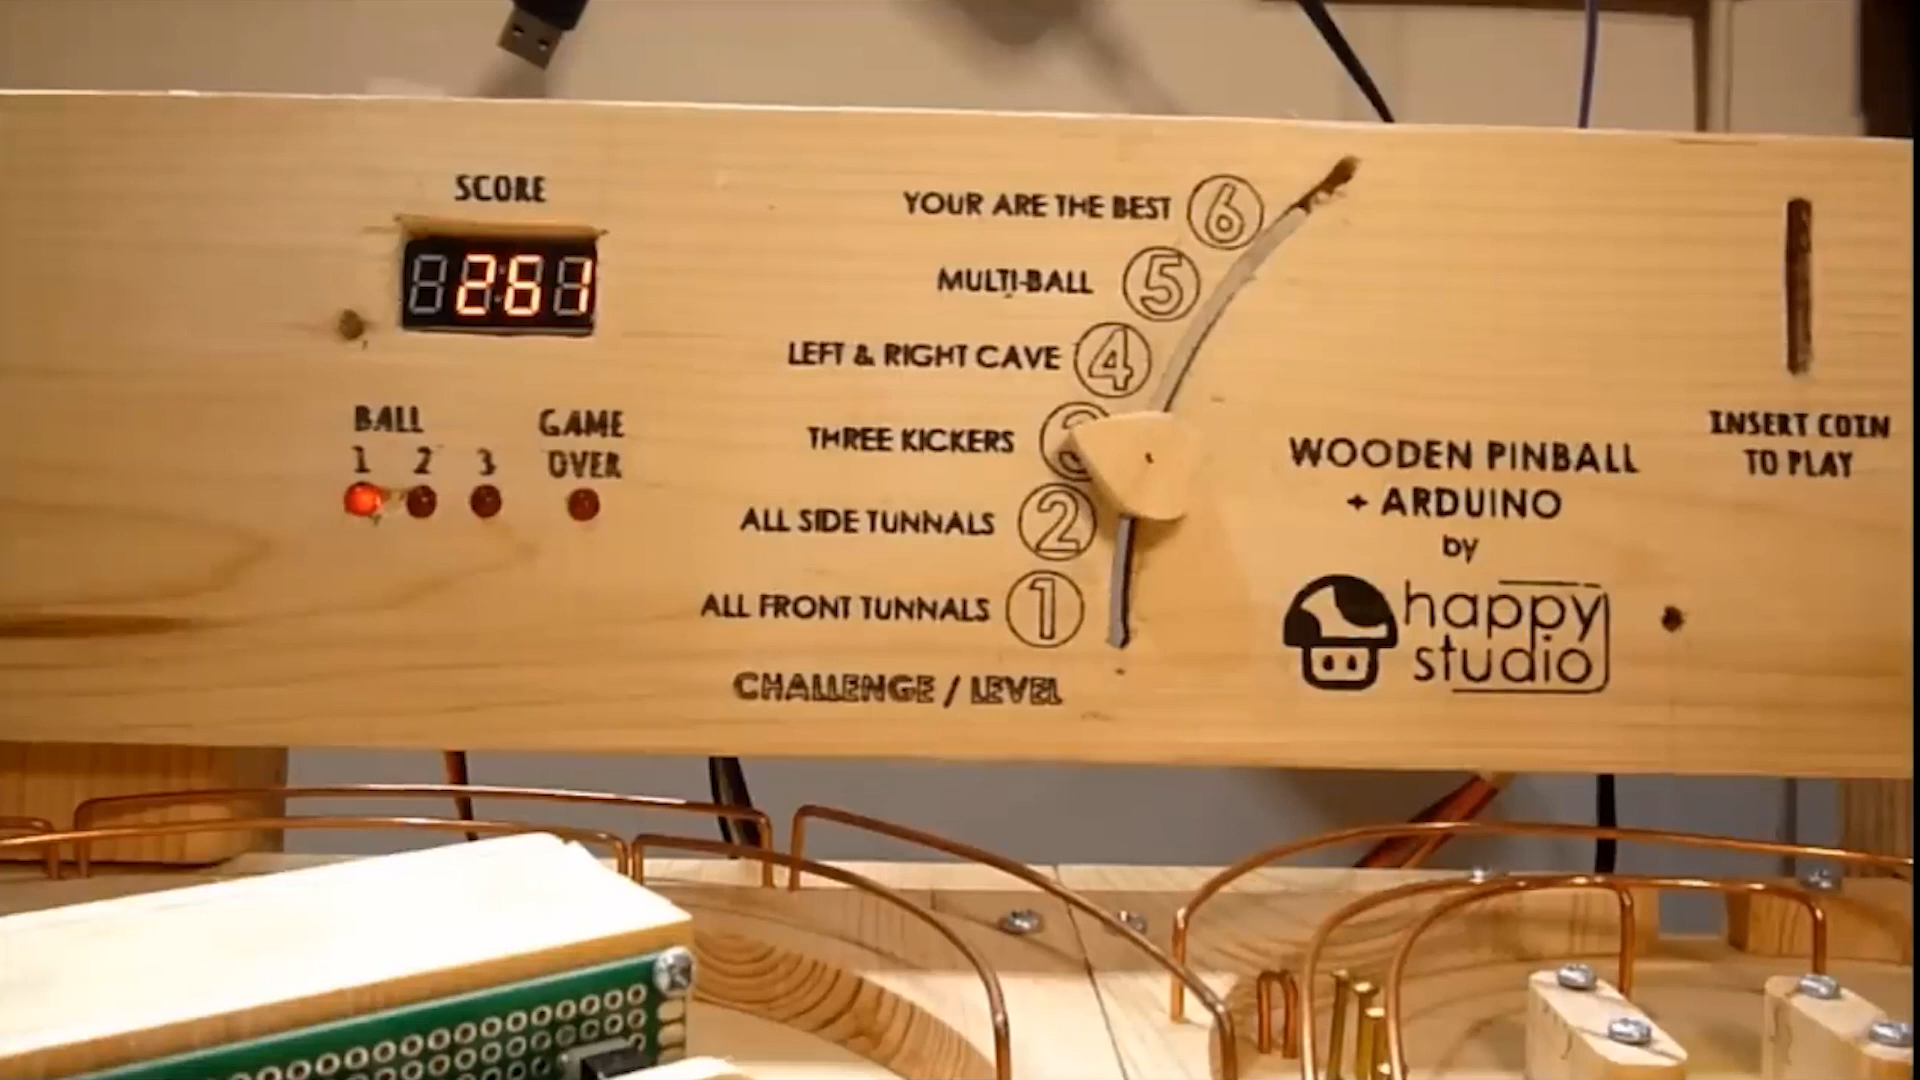 SCORE
261
BALL
1 2 3
GAME
OVER
YOUR ARE THE BEST 6
MULTI-BALL 5
LEFT & RIGHT CAVE 4
THREE KICKERS 3
ALL SIDE TUNNALS 2
ALL FRONT TUNNALS 1
CHALLENGE / LEVEL
WOODEN PINBALL
+ ARDUINO
by
happy
studio
INSERT COIN
TO PLAY